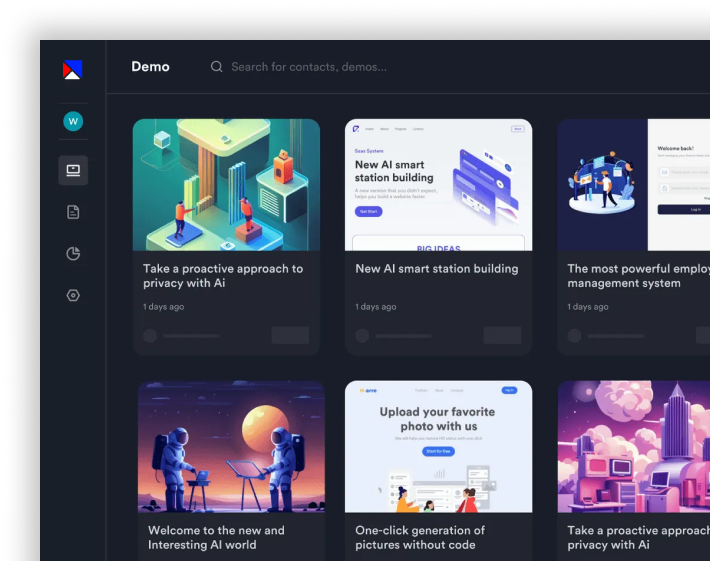 Demo
Search for contacts, demos...
W
Saas System
New AI smart
station building
A new version that you didn't expect,
helps you build a website faster
Get Start
BIG IDEAS
Welcome back!
Log in
Take a proactive approach to
privacy with Ai
1 days ago
New AI smart station building
1 days ago
The most powerful employ
management system
1 days ago
Upload your favorite
photo with us
Start for free
Welcome to the new and
Interesting AI world
One-click generation of
pictures without code
Take a proactive approach
privacy with Ai